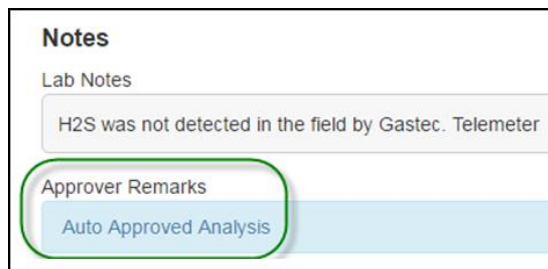 Notes
Lab Notes
H2S was not detected in the field by Gastec. Telemeter
Approver Remarks
Auto Approved Analysis